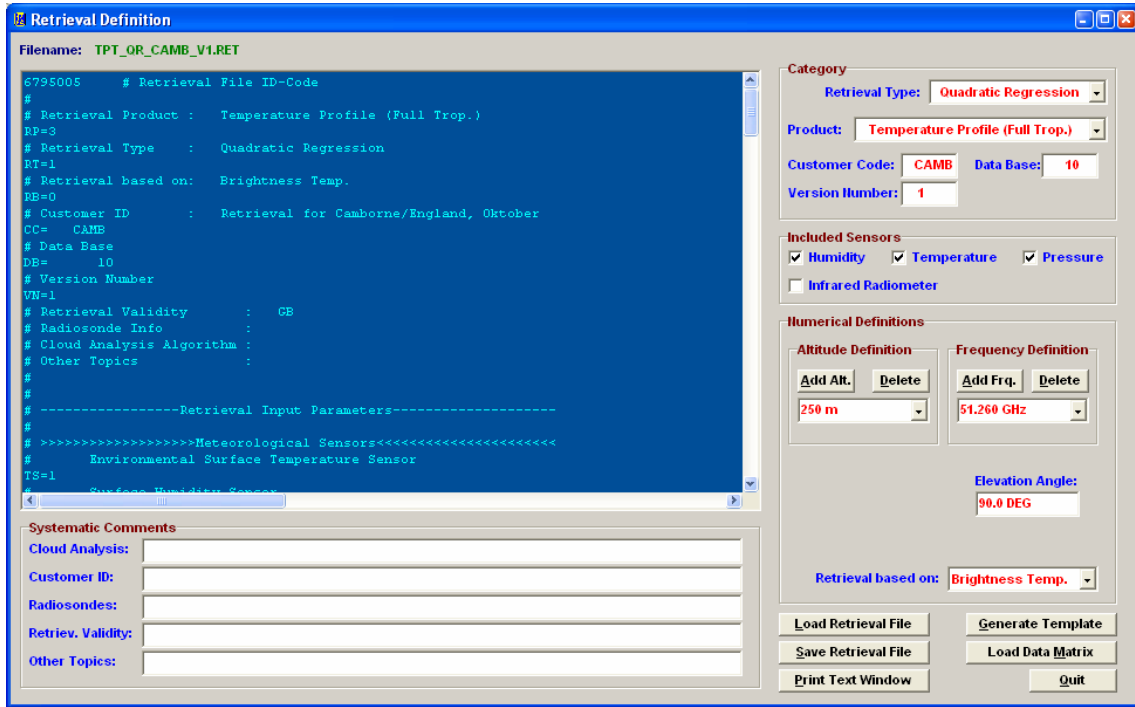 Retrieval Definition
Filename: TPT_QR_CAMB_V1.RET
6795005 # Retrieval File ID-Code
#
# Retrieval Product : Temperature Profile (Full Trop.)
RP=3
# Retrieval Type : Quadratic Regression
RT=1
# Retrieval based on: Brightness Temp.
RB=0
# Customer ID : Retrieval for Camborne/England, Oktober
CC= CAMB
# Data Base
DB= 10
# Version Number
VN=1
# Retrieval Validity : GB
# Radiosonde Info :
# Cloud Analysis Algorithm :
# Other Topics :
#
#
# -----------------Retrieval Input Parameters--------------------
#
# >>>>>>>>>>>>>>>>>>>Meteorological Sensors<<<<<<<<<<<<<<<<<<<<<<
# Environmental Surface Temperature Sensor
TS=1
# Surface Humidity Sensor
Systematic Comments
Cloud Analysis:
Customer ID:
Radiosondes:
Retriev. Validity:
Other Topics:
Category
Retrieval Type: Quadratic Regression
Product: Temperature Profile (Full Trop.)
Customer Code: CAMB Data Base: 10
Version Number: 1
Included Sensors
Humidity Temperature Pressure
Infrared Radiometer
Numerical Definitions
Altitude Definition Frequency Definition
Add Alt. Delete Add Frq. Delete
250 m 51.260 GHz
Elevation Angle:
90.0 DEG
Retrieval based on: Brightness Temp.
Load Retrieval File Generate Template
Save Retrieval File Load Data Matrix
Print Text Window Quit